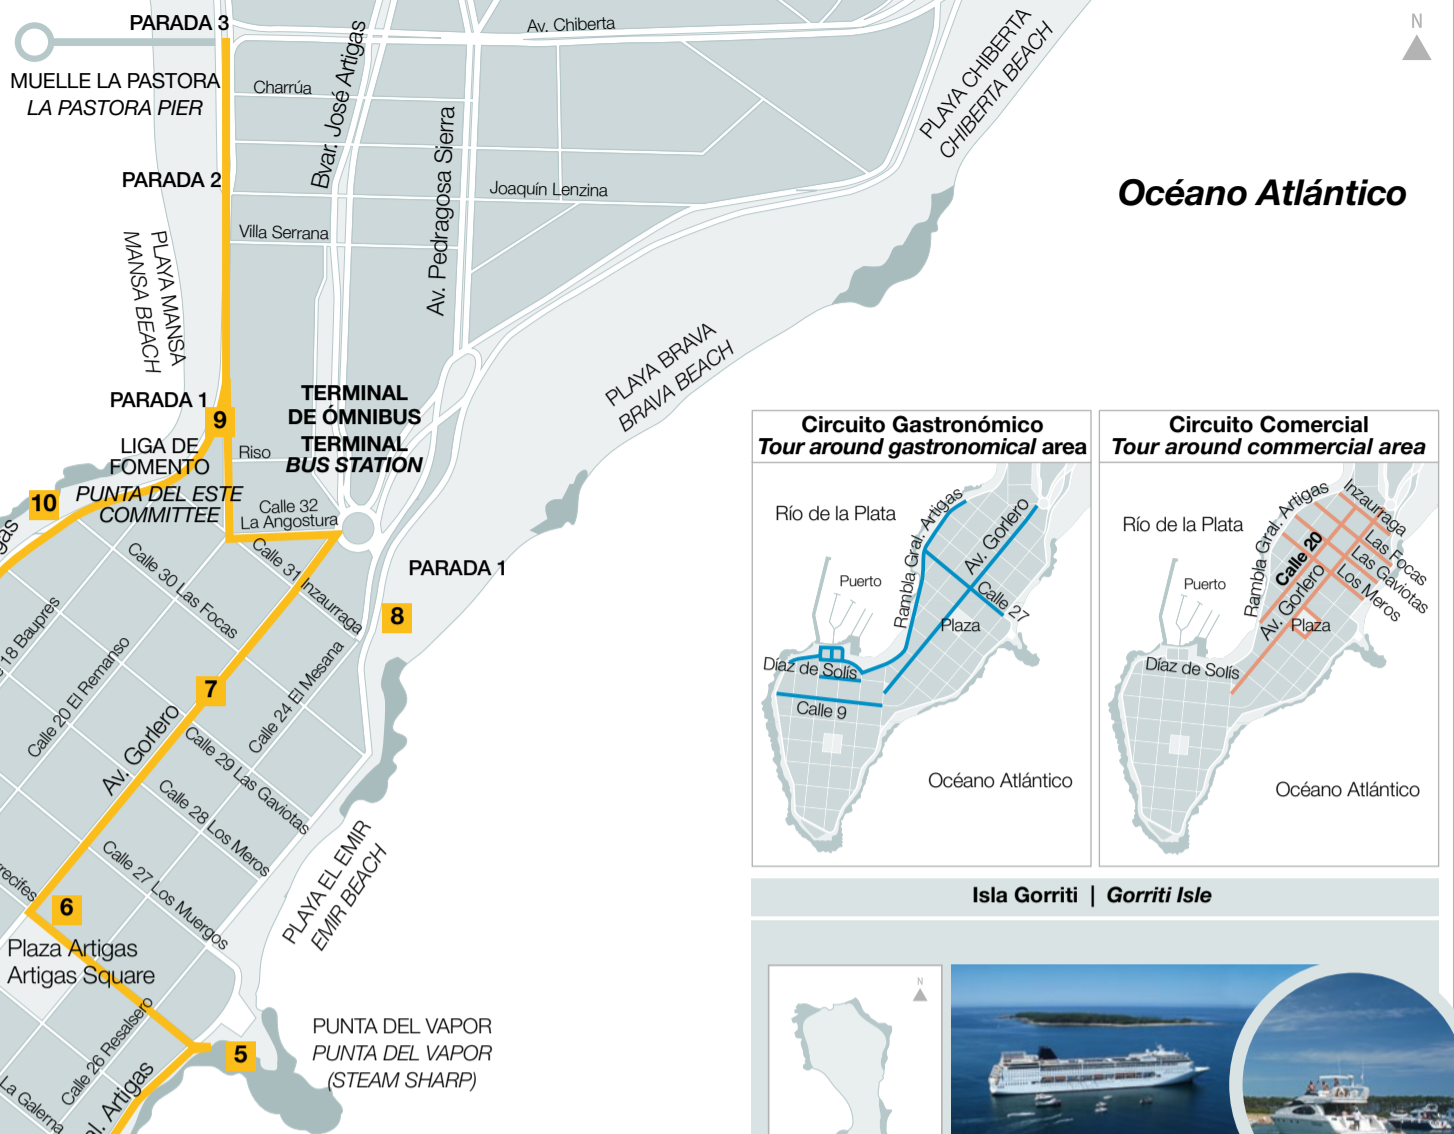 PARADA 3
MUELLE LA PASTORA
LA PASTORA PIER
Av. Chiberta
Charrúa
Bvar. José Artigas
Av. Pedragosa Sierra
PLAYA CHIBERTA
CHIBERTA BEACH
N
Océano Atlántico
PARADA 2
Joaquín Lenzina
Villa Serrana
PLAYA MANSA
MANSA BEACH
PLAYA BRAVA
BRAVA BEACH
PARADA 1
9
TERMINAL
DE ÓMNIBUS
TERMINAL
BUS STATION
LIGA DE
FOMENTO
PUNTA DEL ESTE
COMMITTEE
Riso
10
Calle 32
La Angostura
Calle 31 Inzaurraga
PARADA 1
8
Calle 30 Las Focas
18 Baupres
Calle 20 El Remanso
Calle 24 El Mesana
7
Av. Gorlero
Calle 29 Las Gaviotas
Calle 28 Los Meros
Calle 27 Los Muergos
PLAYA EL EMIR
EMIR BEACH
6
Plaza Artigas
Artigas Square
Calle 26 Resalsero
5
PUNTA DEL VAPOR
PUNTA DEL VAPOR
(STEAM SHARP)
La Galerna
al. Artigas
Circuito Gastronómico
Tour around gastronomical area
Río de la Plata
Rambla Gral. Artigas
Av. Gorlero
Puerto
Calle 27
Plaza
Díaz de Solís
Calle 9
Océano Atlántico
Circuito Comercial
Tour around commercial area
Río de la Plata
Rambla Gral. Artigas
Inzaurraga
Calle 20
Las Focas
Las Gaviotas
Los Meros
Av. Gorlero
Puerto
Plaza
Díaz de Solís
Océano Atlántico
Isla Gorriti | Gorriti Isle
N